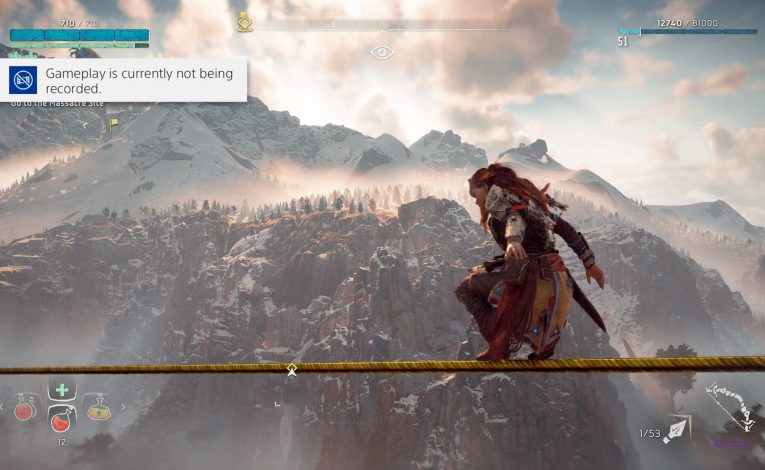 710 / 710
12740 / 81000
51
Gameplay is currently not being
recorded.
Go to the Massacre Site
12
1/53